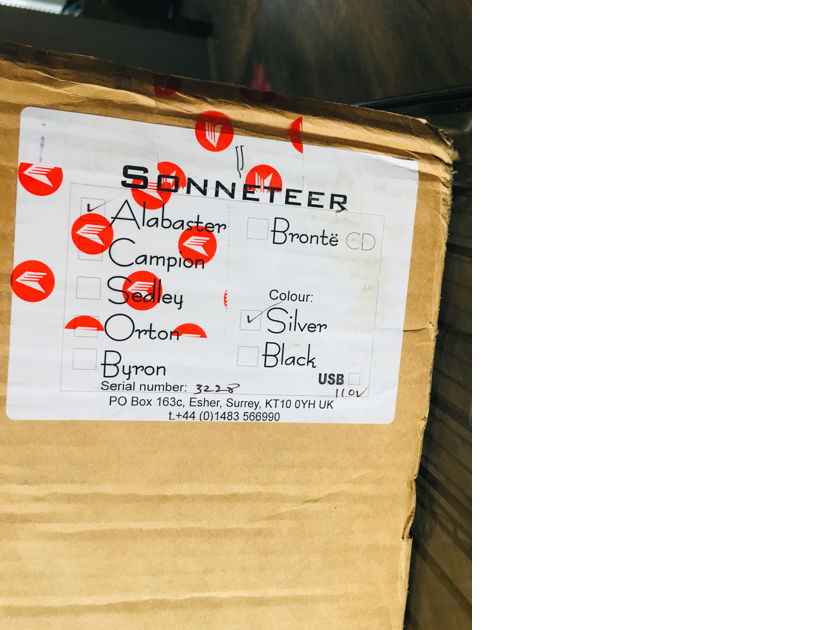 SONNETEER
Alabaster
Brontë CD
Campion
Sedley
Colour:
Orton
Silver
Byron
Black
USB
Serial number: 3228
110V
PO Box 163c, Esher, Surrey, KT10 0YH UK
t.+44 (0)1483 566990